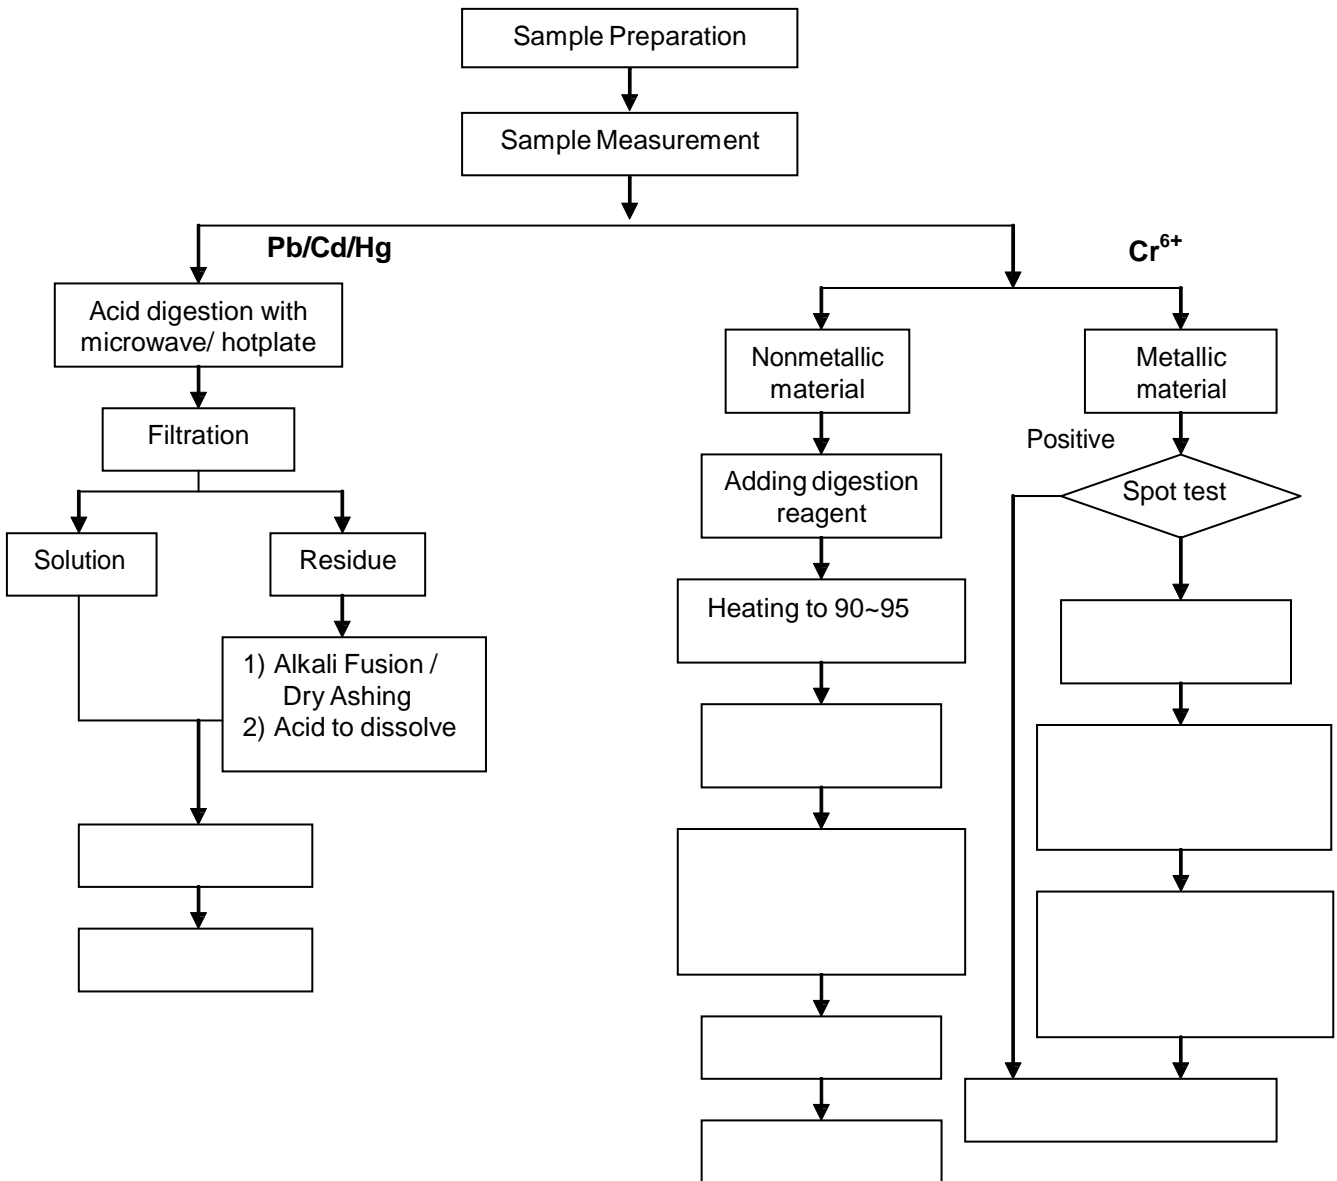 Sample Preparation
Sample Measurement
Pb/Cd/Hg
Cr⁶⁺
Acid digestion with
microwave/ hotplate
Nonmetallic
material
Metallic
material
Filtration
Positive
Adding digestion
reagent
Spot test
Solution
Residue
Heating to 90~95
1) Alkali Fusion /
Dry Ashing
2) Acid to dissolve